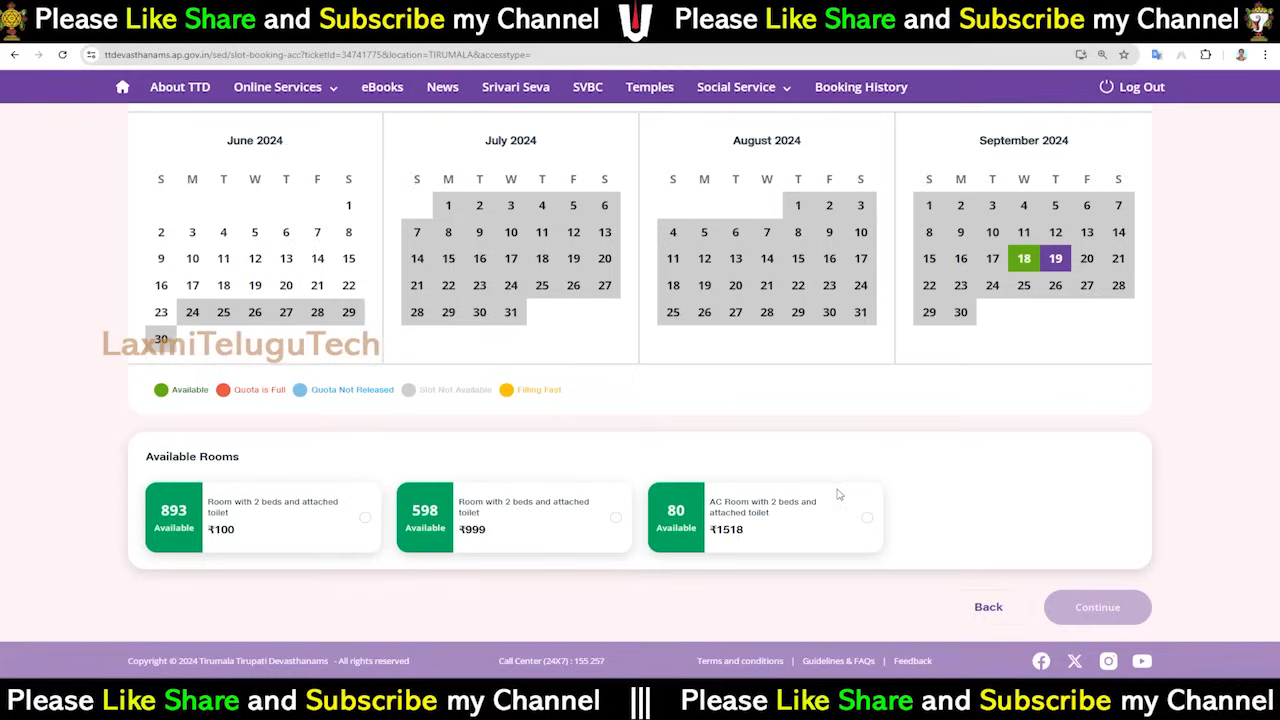 Please Like Share and Subscribe my Channel
Please Like Share and Subscribe my Channel
ttdevasthanams.ap.gov.in/sed/slot-booking-acc?ticketId=34741775&location=TIRUMALA&accesstype=
About TTD Online Services eBooks News Srivari Seva SVBC Temples Social Service Booking History Log Out
June 2024
S M T W T F S
1
2 3 4 5 6 7 8
9 10 11 12 13 14 15
16 17 18 19 20 21 22
23 24 25 26 27 28 29
30
July 2024
S M T W T F S
1 2 3 4 5 6
7 8 9 10 11 12 13
14 15 16 17 18 19 20
21 22 23 24 25 26 27
28 29 30 31
August 2024
S M T W T F S
1 2 3
4 5 6 7 8 9 10
11 12 13 14 15 16 17
18 19 20 21 22 23 24
25 26 27 28 29 30 31
September 2024
S M T W T F S
1 2 3 4 5 6 7
8 9 10 11 12 13 14
15 16 17 18 19 20 21
22 23 24 25 26 27 28
29 30
LaxmiTeluguTech
Available Quota is Full Quota Not Released Slot Not Available Filling Fast
Available Rooms
893
Available
Room with 2 beds and attached
toilet
₹100
598
Available
Room with 2 beds and attached
toilet
₹999
80
Available
AC Room with 2 beds and
attached toilet
₹1518
Back Continue
Copyright © 2024 Tirumala Tirupati Devasthanams - All rights reserved
Call Center (24X7) : 155 257
Terms and conditions | Guidelines & FAQs | Feedback
Please Like Share and Subscribe my Channel
|||
Please Like Share and Subscribe my Channel